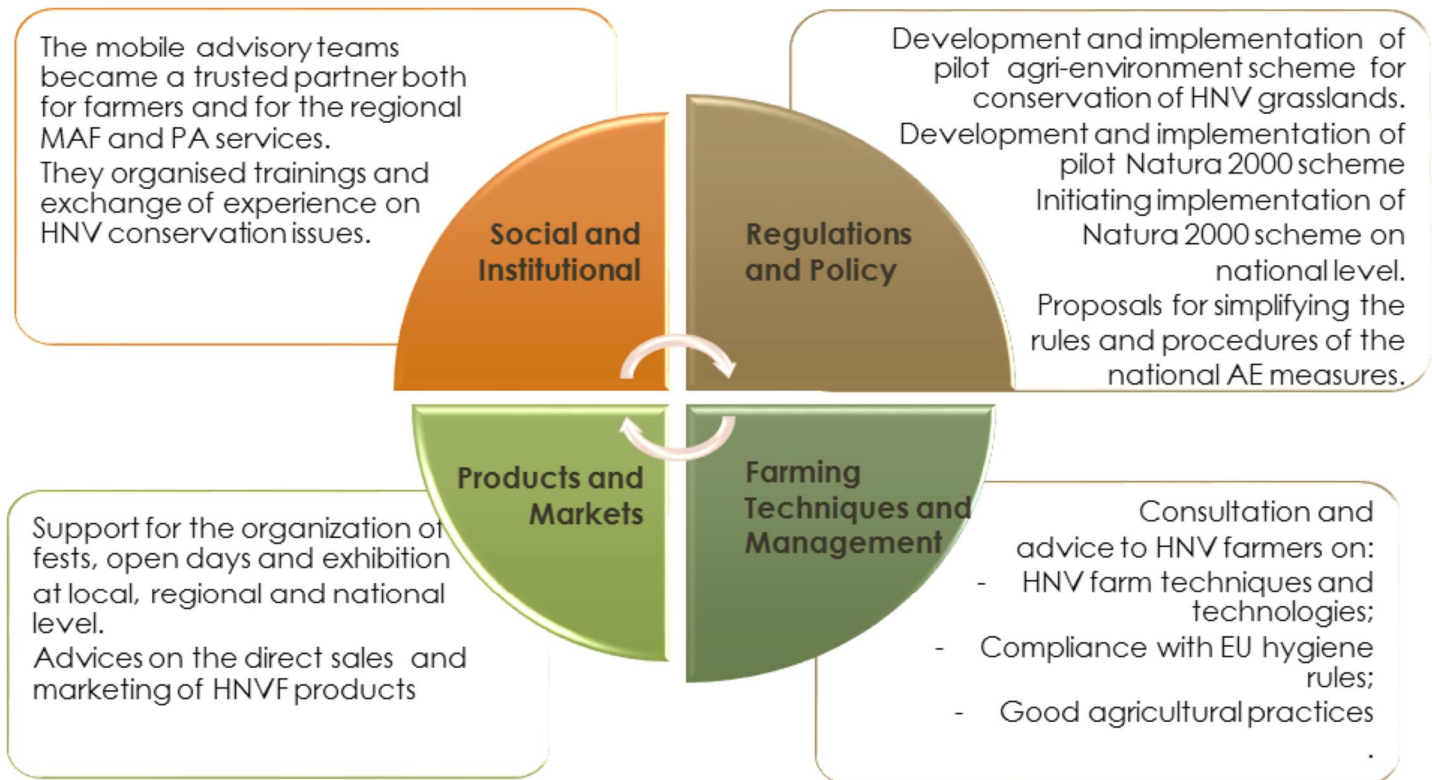 The mobile advisory teams
became a trusted partner both
for farmers and for the regional
MAF and PA services.
They organised trainings and
exchange of experience on
HNV conservation issues.
Development and implementation of
pilot agri-environment scheme for
conservation of HNV grasslands.
Development and implementation of
pilot Natura 2000 scheme
Initiating implementation of
Natura 2000 scheme on
national level.
Proposals for simplifying the
rules and procedures of the
national AE measures.
Social and
Institutional
Regulations
and Policy
Products and
Markets
Farming
Techniques and
Management
Support for the organization of
fests, open days and exhibition
at local, regional and national
level.
Advices on the direct sales and
marketing of HNVF products
Consultation and
advice to HNV farmers on:
- HNV farm techniques and
technologies;
- Compliance with EU hygiene
rules;
- Good agricultural practices
.